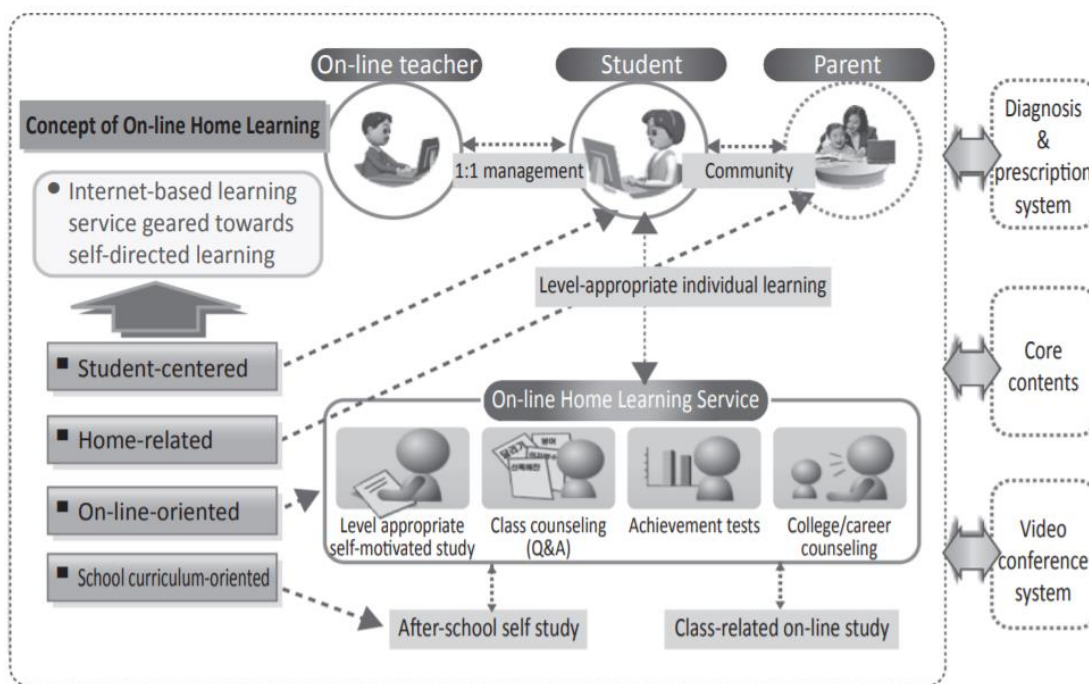 On-line teacher
Student
Parent
Concept of On-line Home Learning
1:1 management
Community
• Internet-based learning
service geared towards
self-directed learning
Level-appropriate individual learning
▪ Student-centered
▪ Home-related
▪ On-line-oriented
▪ School curriculum-oriented
On-line Home Learning Service
Level appropriate
self-motivated study
Class counseling
(Q&A)
Achievement tests
College/career
counseling
After-school self study
Class-related on-line study
Diagnosis
&
prescription
system
Core
contents
Video
conference
system